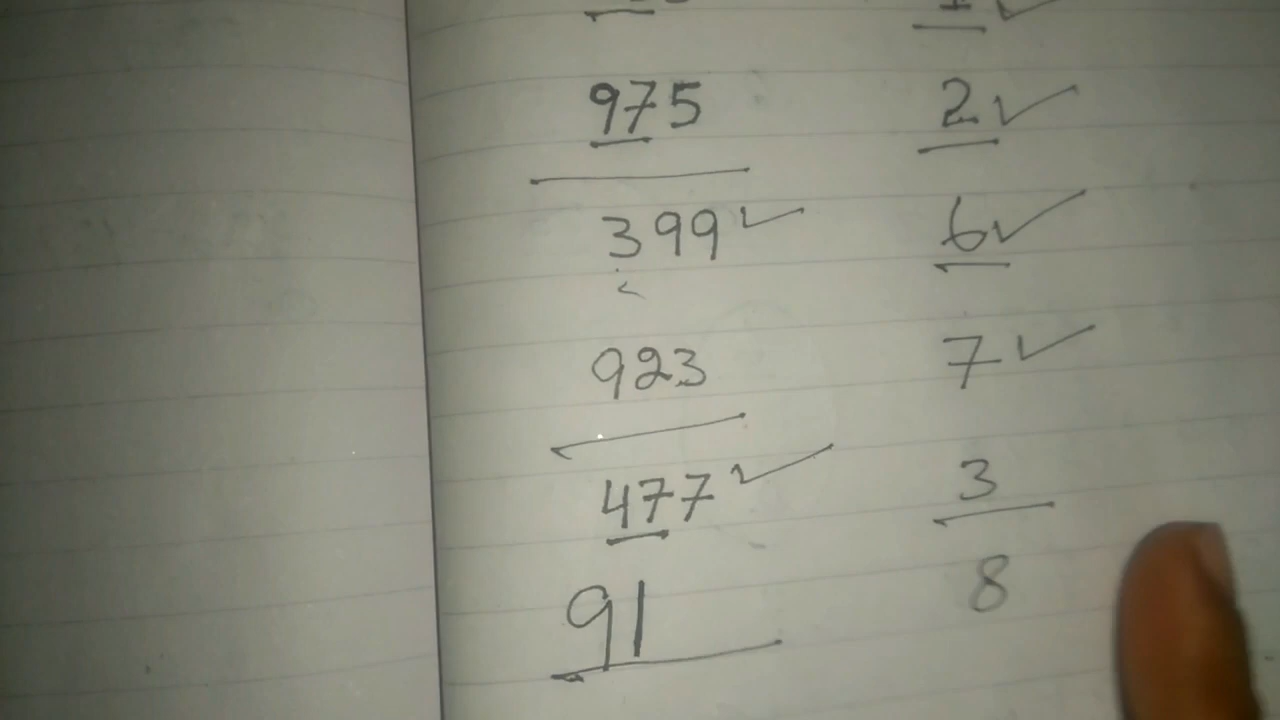 975 2 ✓
399 ✓ 6 ✓
923 7 ✓
477 ✓ 3
91 8